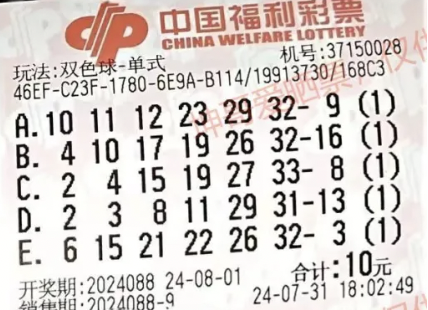 中国福利彩票
CHINA WELFARE LOTTERY
玩法:双色球-单式 机号:37150028
46EF-C23F-1780-6E9A-B114/19913730/168C3
A.10 11 12 23 29 32- 9 (1)
B. 4 10 17 19 26 32-16 (1)
C. 2 4 15 19 27 33- 8 (1)
D. 2 3 8 11 29 31-13 (1)
E. 6 15 21 22 26 32- 3 (1)
开奖期:2024088 24-08-01 合计:10元
销售期:2024088-9 24-07-31 18:02:49